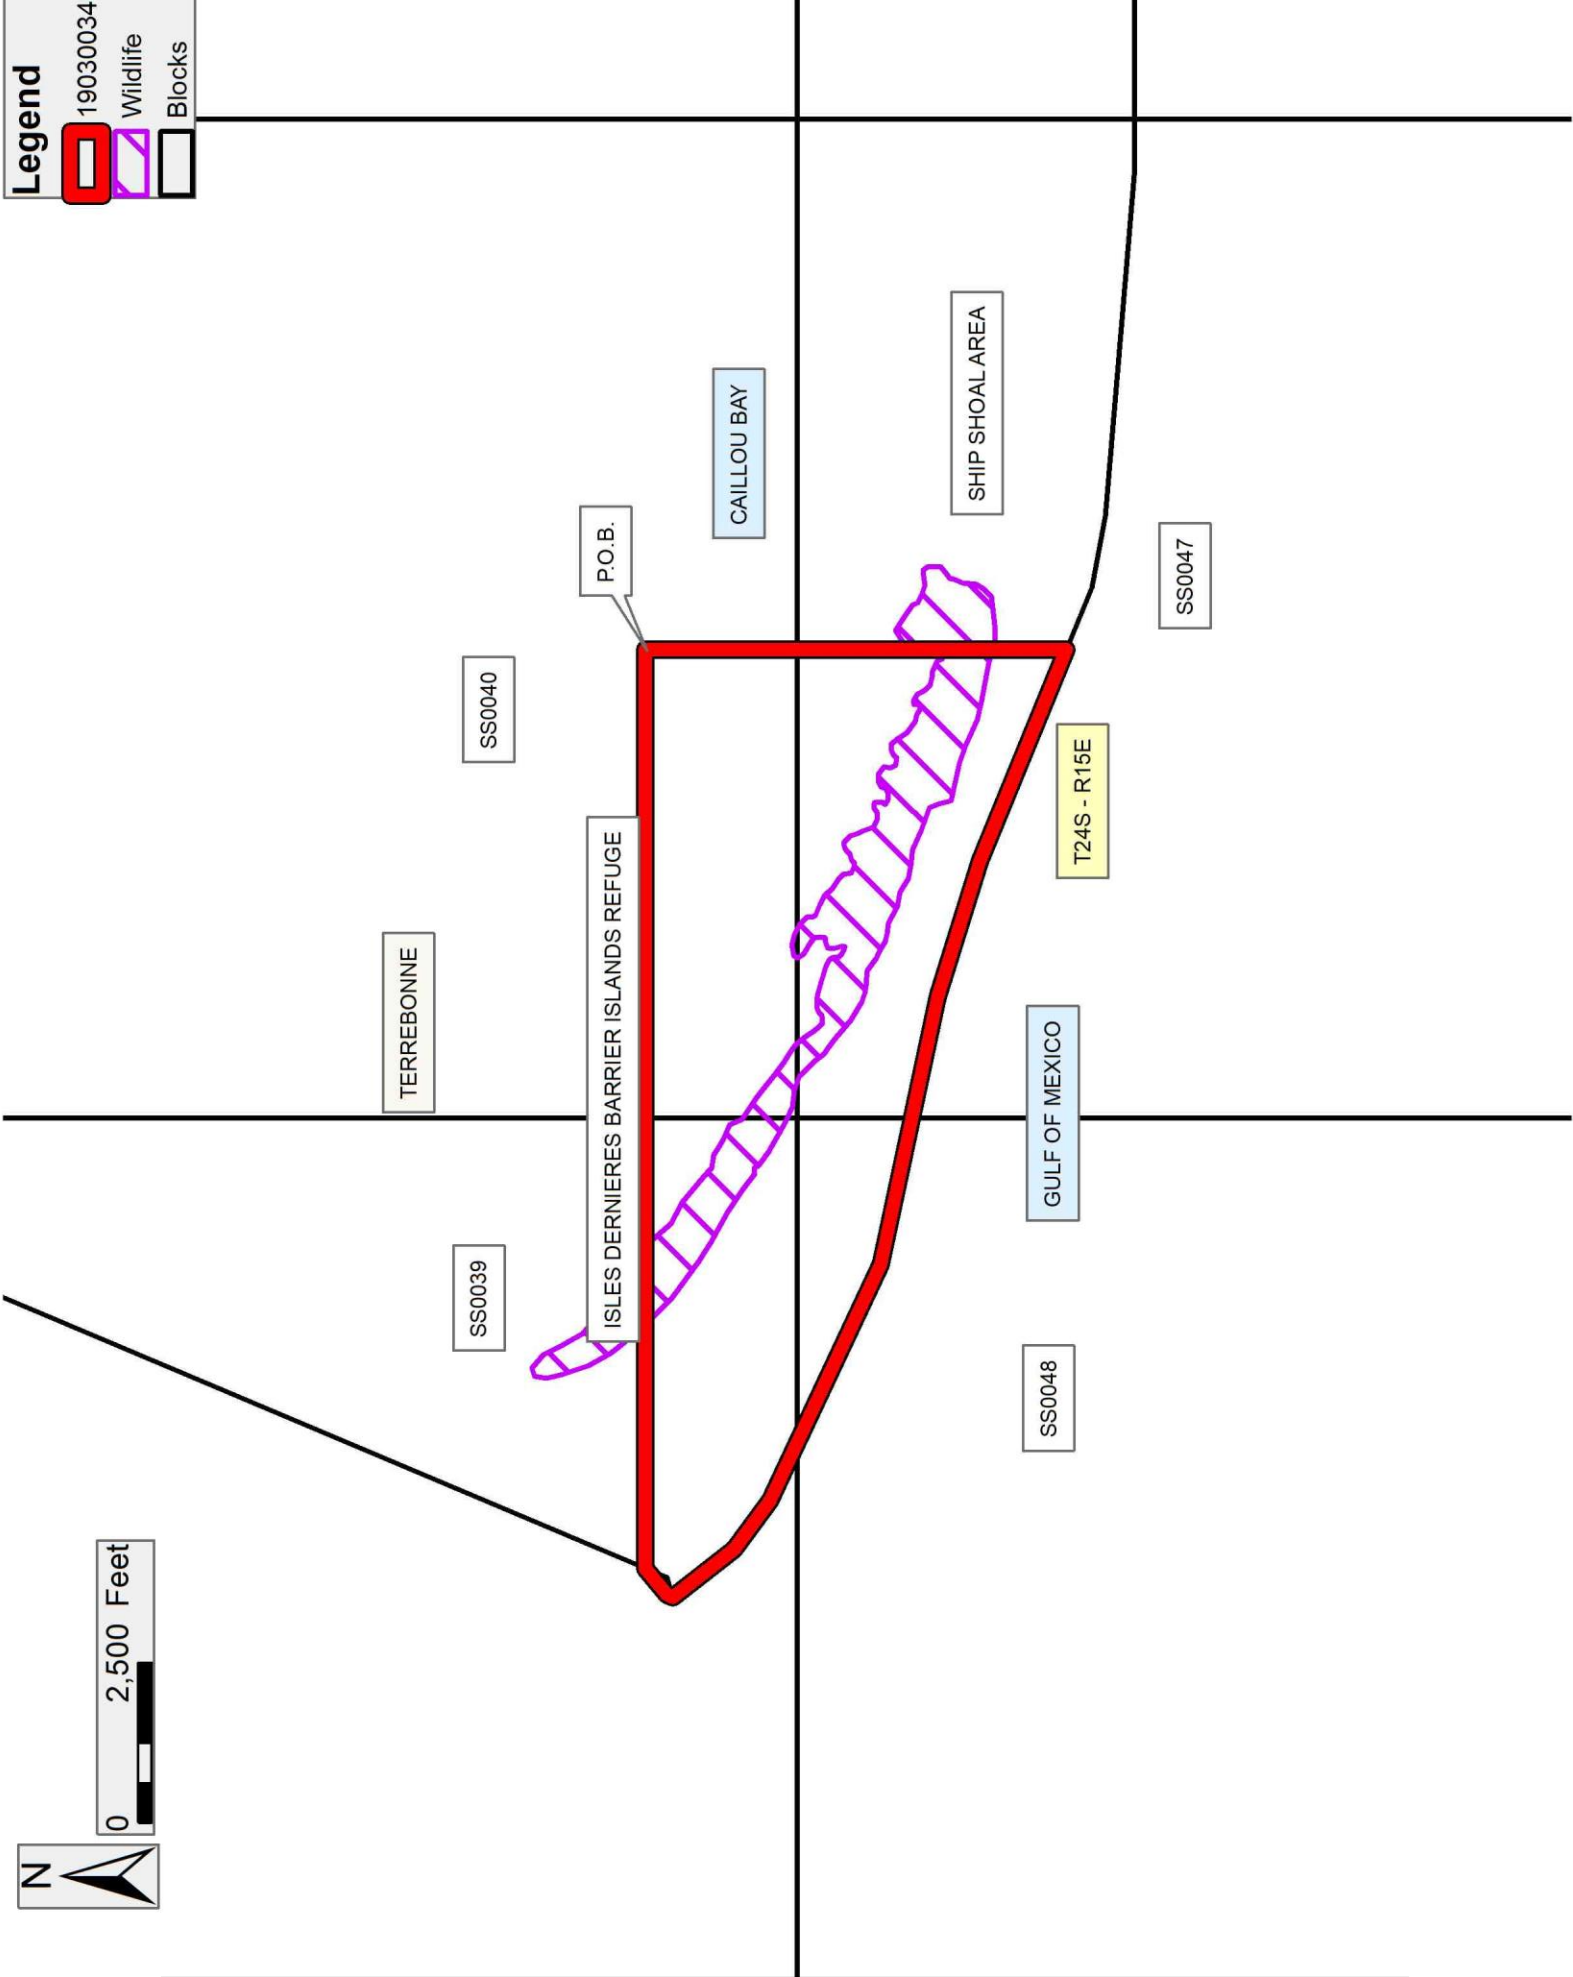 N
0 2,500 Feet
Legend
19030034
Wildlife
Blocks
TERREBONNE
SS0039
SS0040
P.O.B.
ISLES DERNIERES BARRIER ISLANDS REFUGE
CAILLOU BAY
SHIP SHOAL AREA
SS0048
GULF OF MEXICO
T24S - R15E
SS0047